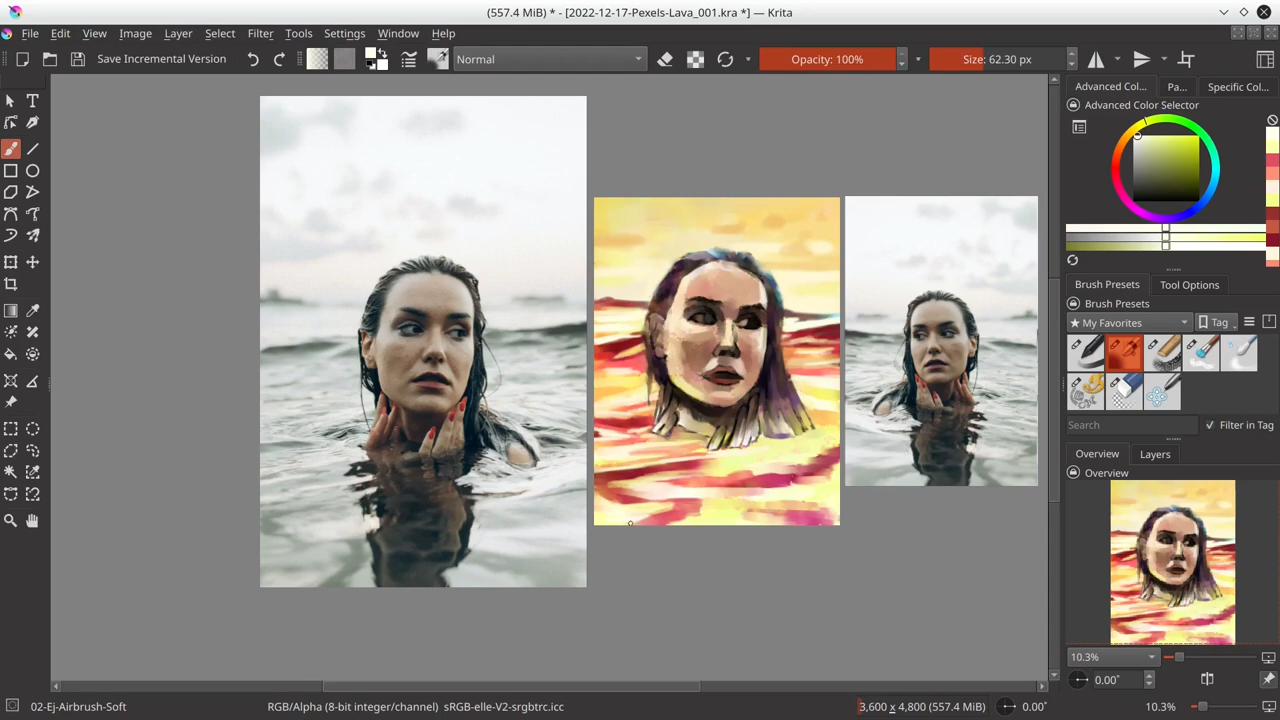 (557.4 MiB) * - [2022-12-17-Pexels-Lava_001.kra *] — Krita
File Edit View Image Layer Select Filter Tools Settings Window Help
Save Incremental Version Normal Opacity: 100% Size: 62.30 px
Advanced Col... Pa... Specific Col...
Advanced Color Selector
Brush Presets Tool Options
Brush Presets
★ My Favorites Tag
Search Filter in Tag
Overview Layers
Overview
10.3%
0.00°
02-Ej-Airbrush-Soft RGB/Alpha (8-bit integer/channel) sRGB-elle-V2-srgbtrc.icc 3,600 x 4,800 (557.4 MiB) 0.00° 10.3%